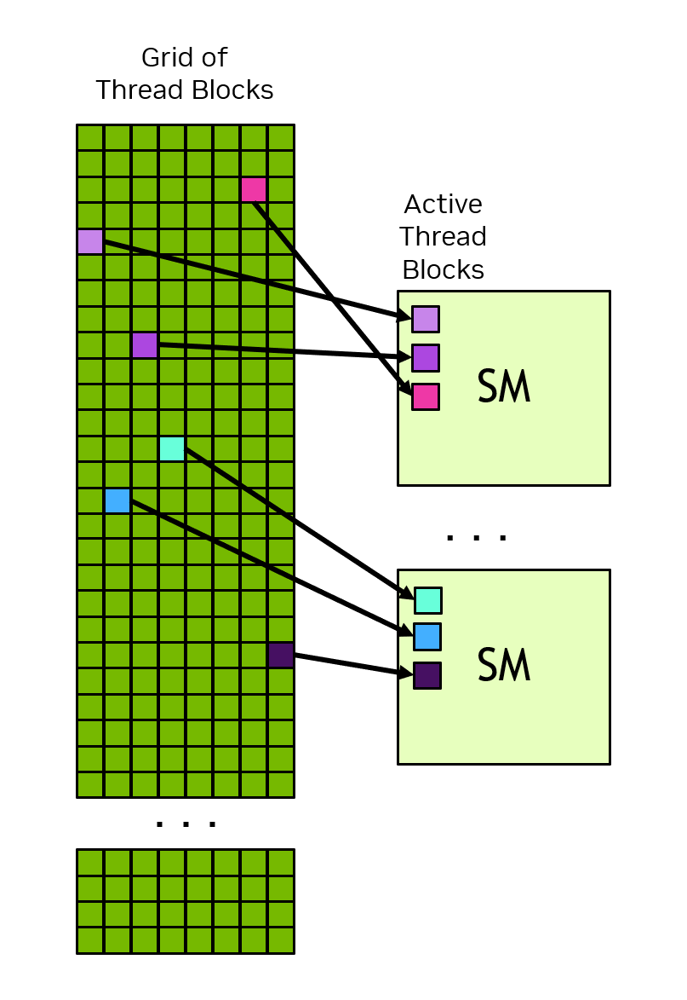 Grid of
Thread Blocks
Active
Thread
Blocks
SM
. . .
SM
. . .